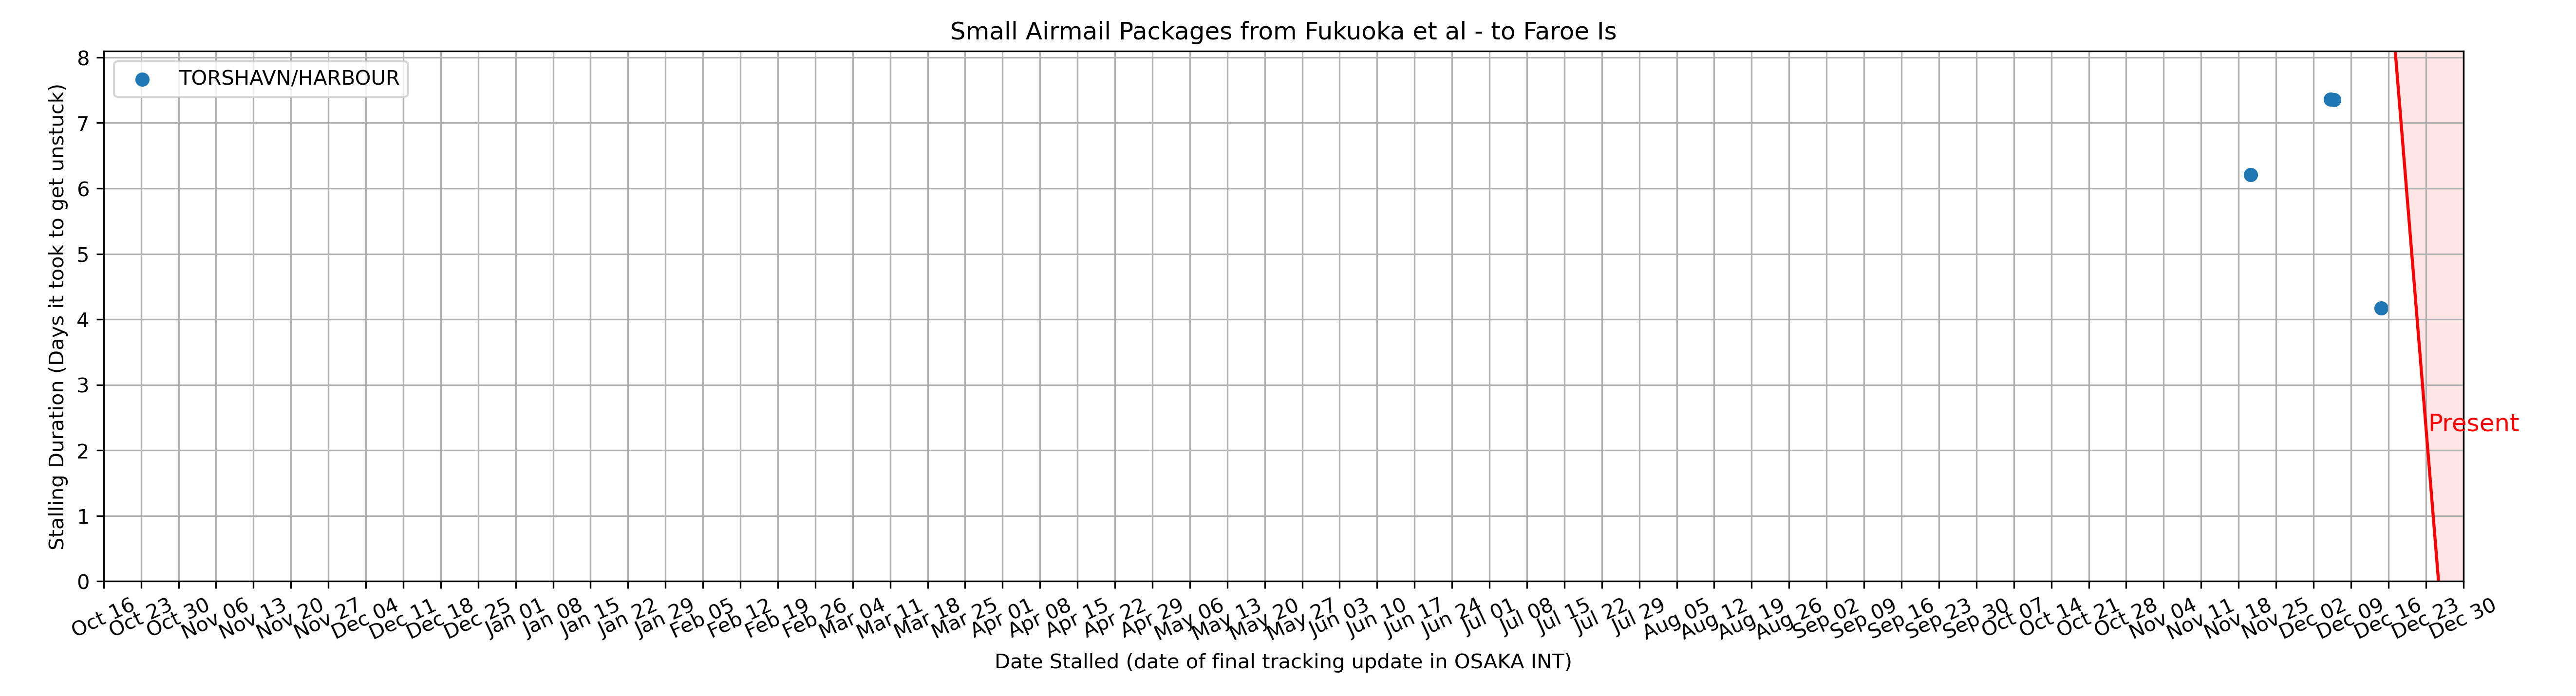 Small Airmail Packages from Fukuoka et al - to Faroe Is
TORSHAVN/HARBOUR
Stalling Duration (Days it took to get unstuck)
8
7
6
5
4
3
2
1
0
Present
Oct 16
Oct 23
Oct 30
Nov 06
Nov 13
Nov 20
Nov 27
Dec 04
Dec 11
Dec 18
Dec 25
Jan 01
Jan 08
Jan 15
Jan 22
Jan 29
Feb 05
Feb 12
Feb 19
Feb 26
Mar 04
Mar 11
Mar 18
Mar 25
Apr 01
Apr 08
Apr 15
Apr 22
Apr 29
May 06
May 13
May 20
May 27
Jun 03
Jun 10
Jun 17
Jun 24
Jul 01
Jul 08
Jul 15
Jul 22
Jul 29
Aug 05
Aug 12
Aug 19
Aug 26
Sep 02
Sep 09
Sep 16
Sep 23
Sep 30
Oct 07
Oct 14
Oct 21
Oct 28
Nov 04
Nov 11
Nov 18
Nov 25
Dec 02
Dec 09
Dec 16
Dec 23
Dec 30
Date Stalled (date of final tracking update in OSAKA INT)